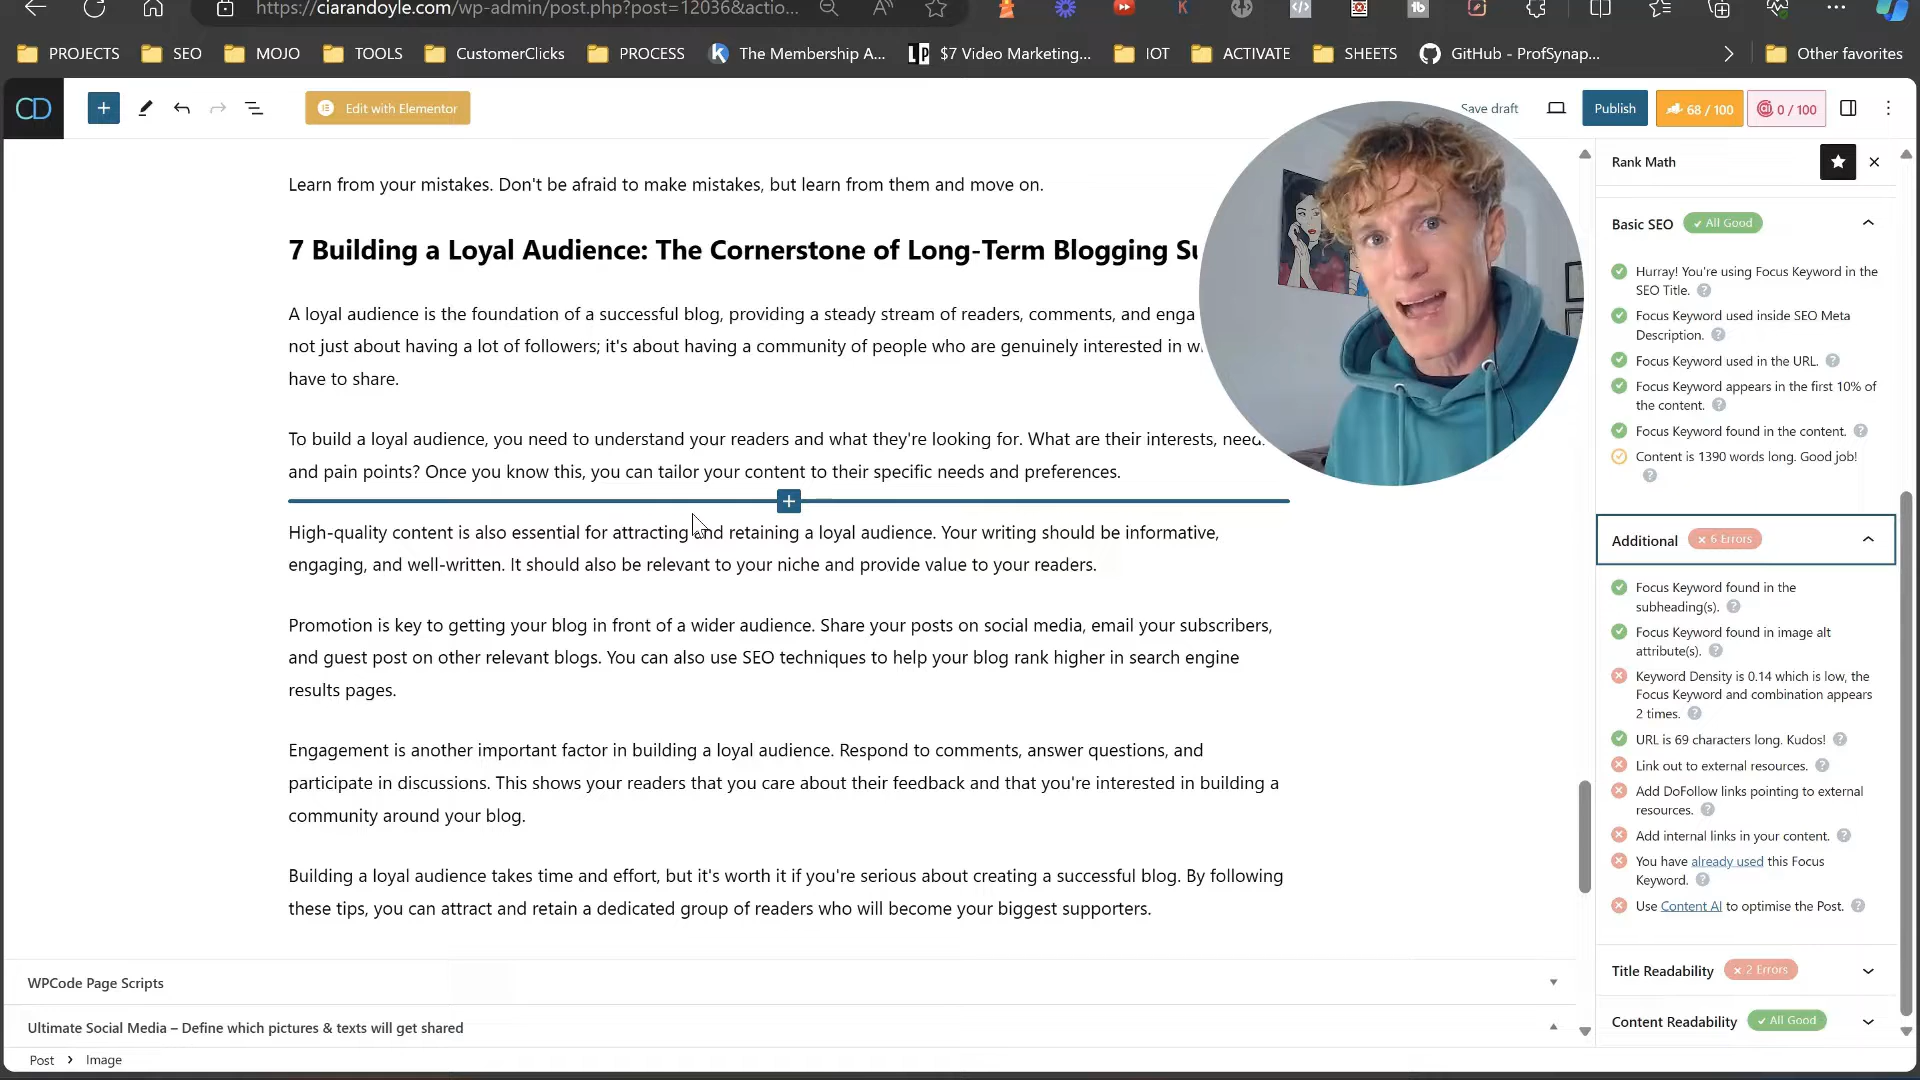 https://ciarandoyle.com/wp-admin/post.php?post=12036&actio...
PROJECTS SEO MOJO TOOLS CustomerClicks PROCESS The Membership A... $7 Video Marketing... IOT ACTIVATE SHEETS GitHub - ProfSynap... Other favorites
CD Edit with Elementor Save draft Publish 68 / 100 0 / 100
Learn from your mistakes. Don't be afraid to make mistakes, but learn from them and move on.
7 Building a Loyal Audience: The Cornerstone of Long-Term Blogging Su
A loyal audience is the foundation of a successful blog, providing a steady stream of readers, comments, and enga
not just about having a lot of followers; it's about having a community of people who are genuinely interested in w
have to share.
To build a loyal audience, you need to understand your readers and what they're looking for. What are their interests, need
and pain points? Once you know this, you can tailor your content to their specific needs and preferences.
High-quality content is also essential for attracting and retaining a loyal audience. Your writing should be informative,
engaging, and well-written. It should also be relevant to your niche and provide value to your readers.
Promotion is key to getting your blog in front of a wider audience. Share your posts on social media, email your subscribers,
and guest post on other relevant blogs. You can also use SEO techniques to help your blog rank higher in search engine
results pages.
Engagement is another important factor in building a loyal audience. Respond to comments, answer questions, and
participate in discussions. This shows your readers that you care about their feedback and that you're interested in building a
community around your blog.
Building a loyal audience takes time and effort, but it's worth it if you're serious about creating a successful blog. By following
these tips, you can attract and retain a dedicated group of readers who will become your biggest supporters.
WPCode Page Scripts
Ultimate Social Media – Define which pictures & texts will get shared
Post Image
Rank Math
Basic SEO All Good
Hurray! You're using Focus Keyword in the
SEO Title.
Focus Keyword used inside SEO Meta
Description.
Focus Keyword used in the URL.
Focus Keyword appears in the first 10% of
the content.
Focus Keyword found in the content.
Content is 1390 words long. Good job!
Additional × 6 Errors
Focus Keyword found in the
subheading(s).
Focus Keyword found in image alt
attribute(s).
Keyword Density is 0.14 which is low, the
Focus Keyword and combination appears
2 times.
URL is 69 characters long. Kudos!
Link out to external resources.
Add DoFollow links pointing to external
resources.
Add internal links in your content.
You have already used this Focus
Keyword.
Use Content AI to optimise the Post.
Title Readability × 2 Errors
Content Readability All Good